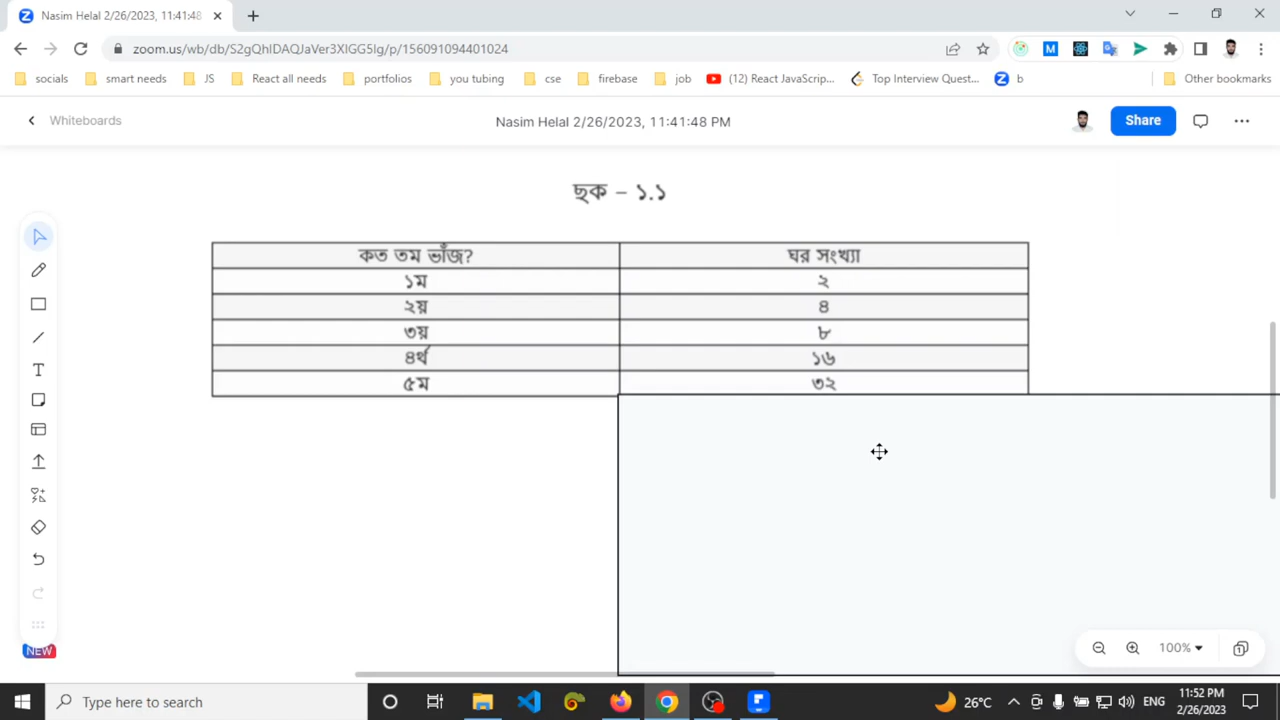 Nasim Helal 2/26/2023, 11:41:48
zoom.us/wb/db/S2gQhIDAQJaVer3XIGG5Ig/p/156091094401024
socials smart needs JS React all needs portfolios you tubing cse firebase job (12) React JavaScrip... Top Interview Quest... b Other bookmarks
Whiteboards Nasim Helal 2/26/2023, 11:41:48 PM Share
ছক – ১.১
কত তম ভাঁজ? ঘর সংখ্যা
১ম ২
২য় ৪
৩য় ৮
৪র্থ ১৬
৫ম ৩২
NEW 100%
Type here to search 26°C ENG 11:52 PM
2/26/2023